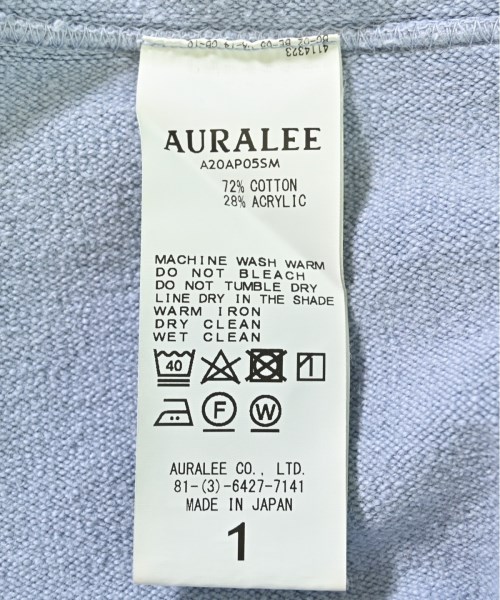 4114323
AURALEE
A20AP05SM
72% COTTON
28% ACRYLIC
MACHINE WASH WARM
DO NOT BLEACH
DO NOT TUMBLE DRY
LINE DRY IN THE SHADE
WARM IRON
DRY CLEAN
WET CLEAN
40
F W
AURALEE CO., LTD.
81-(3)-6427-7141
MADE IN JAPAN
1